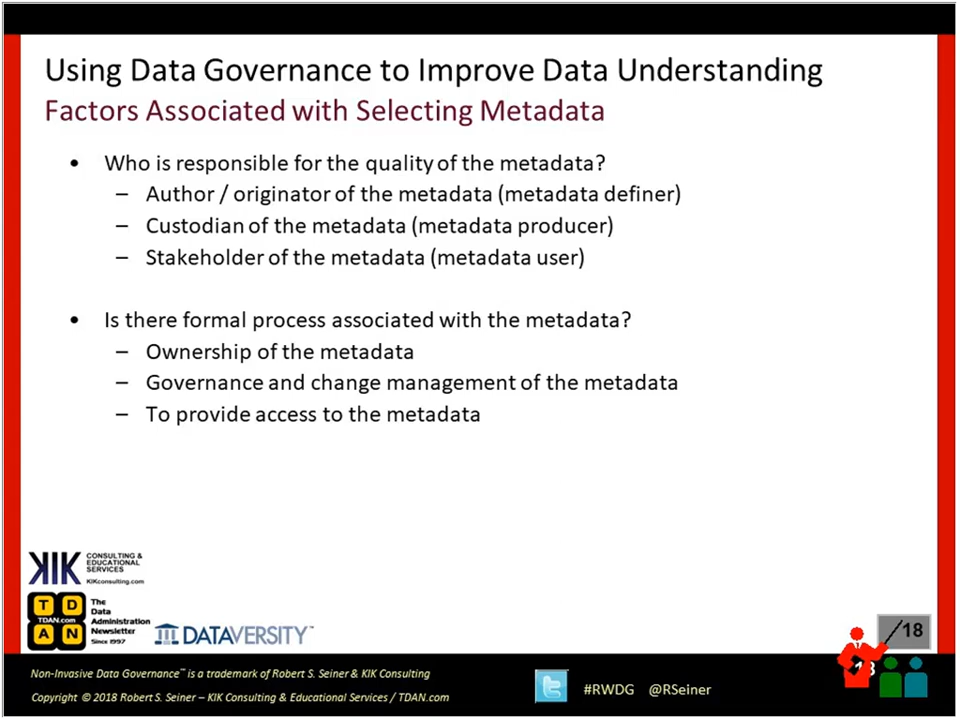 Using Data Governance to Improve Data Understanding
Factors Associated with Selecting Metadata
• Who is responsible for the quality of the metadata?
– Author / originator of the metadata (metadata definer)
– Custodian of the metadata (metadata producer)
– Stakeholder of the metadata (metadata user)
• Is there formal process associated with the metadata?
– Ownership of the metadata
– Governance and change management of the metadata
– To provide access to the metadata
KIK
CONSULTING &
EDUCATIONAL
SERVICES
KIKconsulting.com
T D
TDAN.com
A N
The
Data
Administration
Newsletter
Since 1997
DATAVERSITY™
18
Non-Invasive Data Governance™ is a trademark of Robert S. Seiner & KIK Consulting
Copyright © 2018 Robert S. Seiner – KIK Consulting & Educational Services / TDAN.com
#RWDG @RSeiner